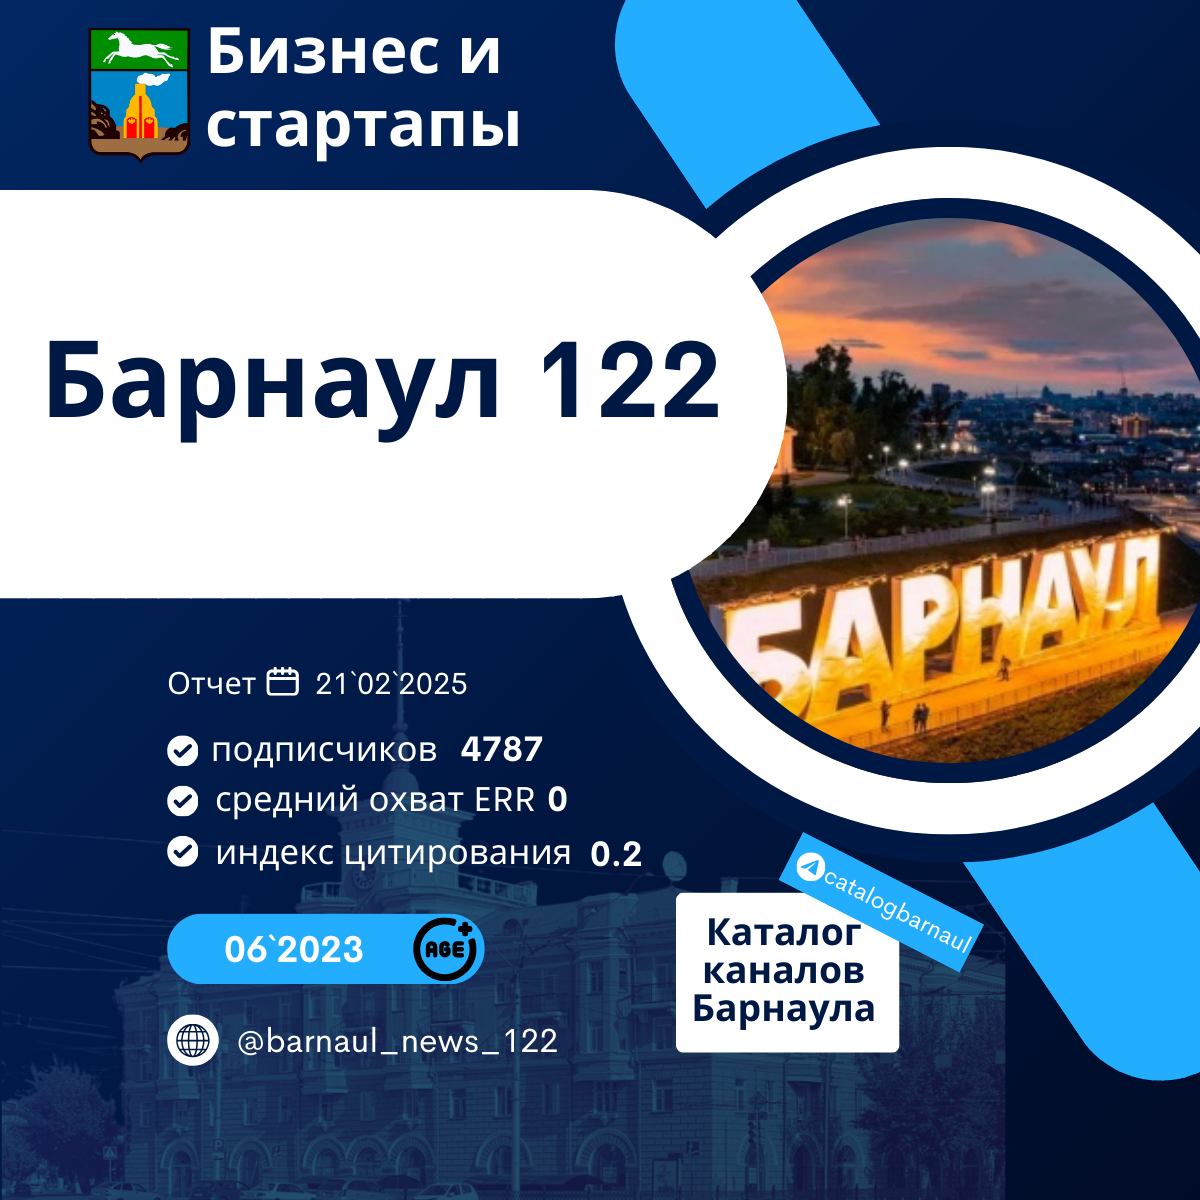 Бизнес и
стартапы
Барнаул 122
БАРНАУЛ
Отчет 21`02`2025
подписчиков 4787
средний охват ERR 0
индекс цитирования 0.2
06`2023 AGE+
@barnaul_news_122
catalogbarnaul
Каталог
каналов
Барнаула